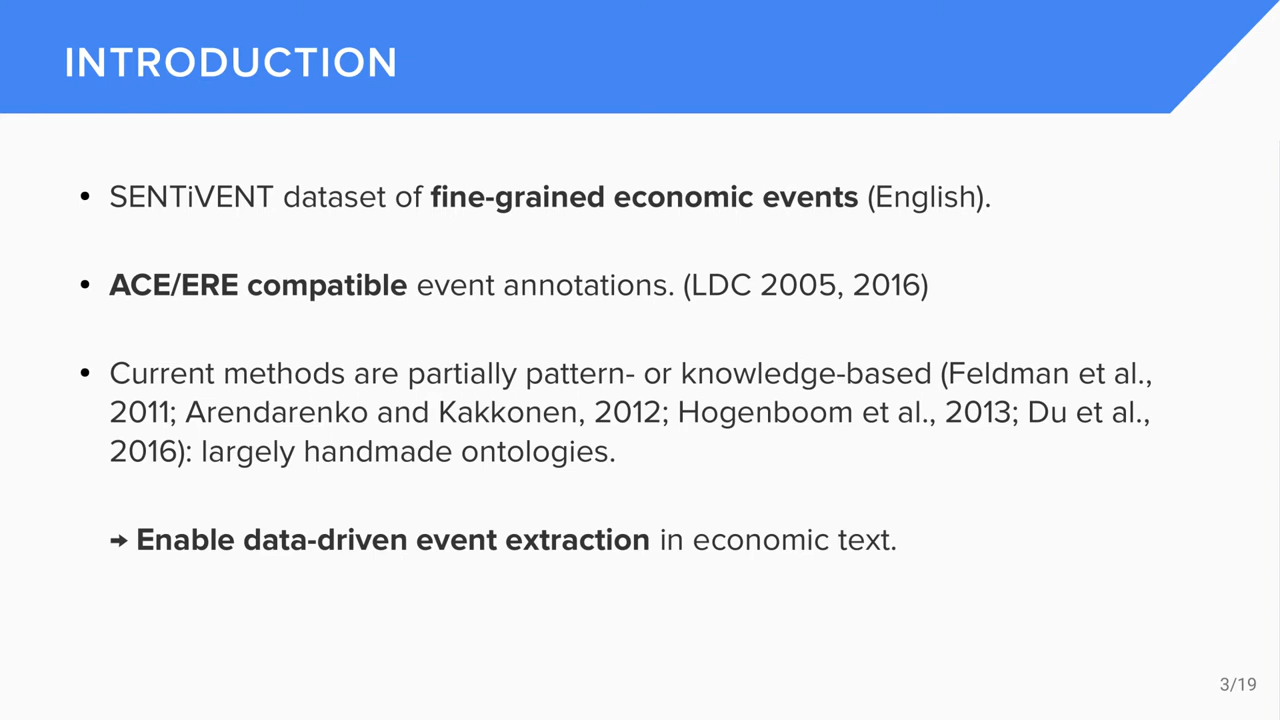 INTRODUCTION
• SENTiVENT dataset of fine-grained economic events (English).
• ACE/ERE compatible event annotations. (LDC 2005, 2016)
• Current methods are partially pattern- or knowledge-based (Feldman et al.,
2011; Arendarenko and Kakkonen, 2012; Hogenboom et al., 2013; Du et al.,
2016): largely handmade ontologies.
➜ Enable data-driven event extraction in economic text.
3/19